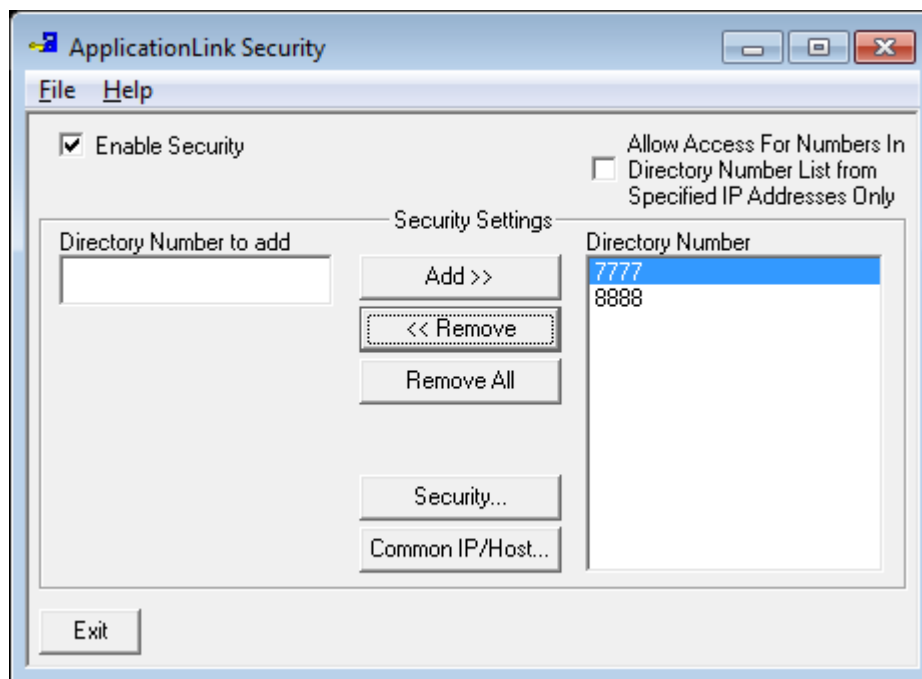 ApplicationLink Security
File Help
Enable Security
Allow Access For Numbers In
Directory Number List from
Specified IP Addresses Only
Security Settings
Directory Number to add
Add >>
<< Remove
Remove All
Security...
Common IP/Host...
Directory Number
7777
8888
Exit